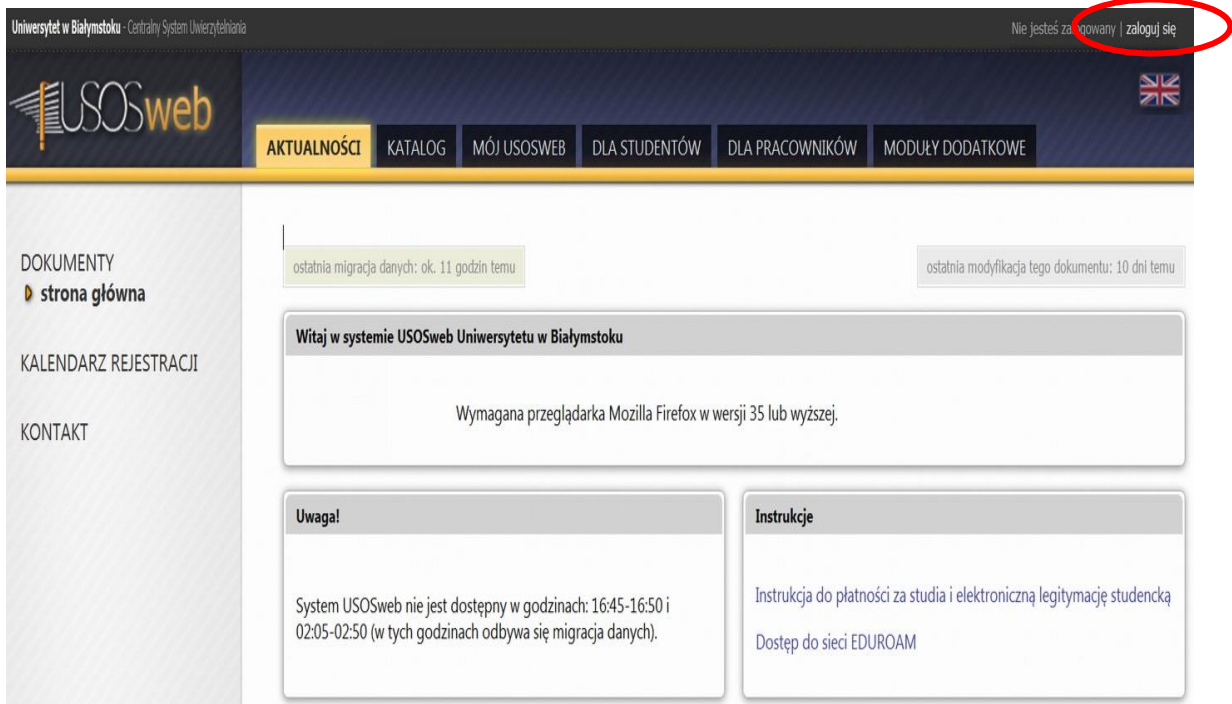 Uniwersytet w Białymstoku - Centralny System Uwierzytelniania
Nie jesteś zalogowany | zaloguj się
USOSweb
AKTUALNOŚCI KATALOG MÓJ USOSWEB DLA STUDENTÓW DLA PRACOWNIKÓW MODUŁY DODATKOWE
DOKUMENTY
strona główna
KALENDARZ REJESTRACJI
KONTAKT
ostatnia migracja danych: ok. 11 godzin temu
ostatnia modyfikacja tego dokumentu: 10 dni temu
Witaj w systemie USOSweb Uniwersytetu w Białymstoku
Wymagana przeglądarka Mozilla Firefox w wersji 35 lub wyższej.
Uwaga!
System USOSweb nie jest dostępny w godzinach: 16:45-16:50 i
02:05-02:50 (w tych godzinach odbywa się migracja danych).
Instrukcje
Instrukcja do płatności za studia i elektroniczną legitymację studencką
Dostęp do sieci EDUROAM